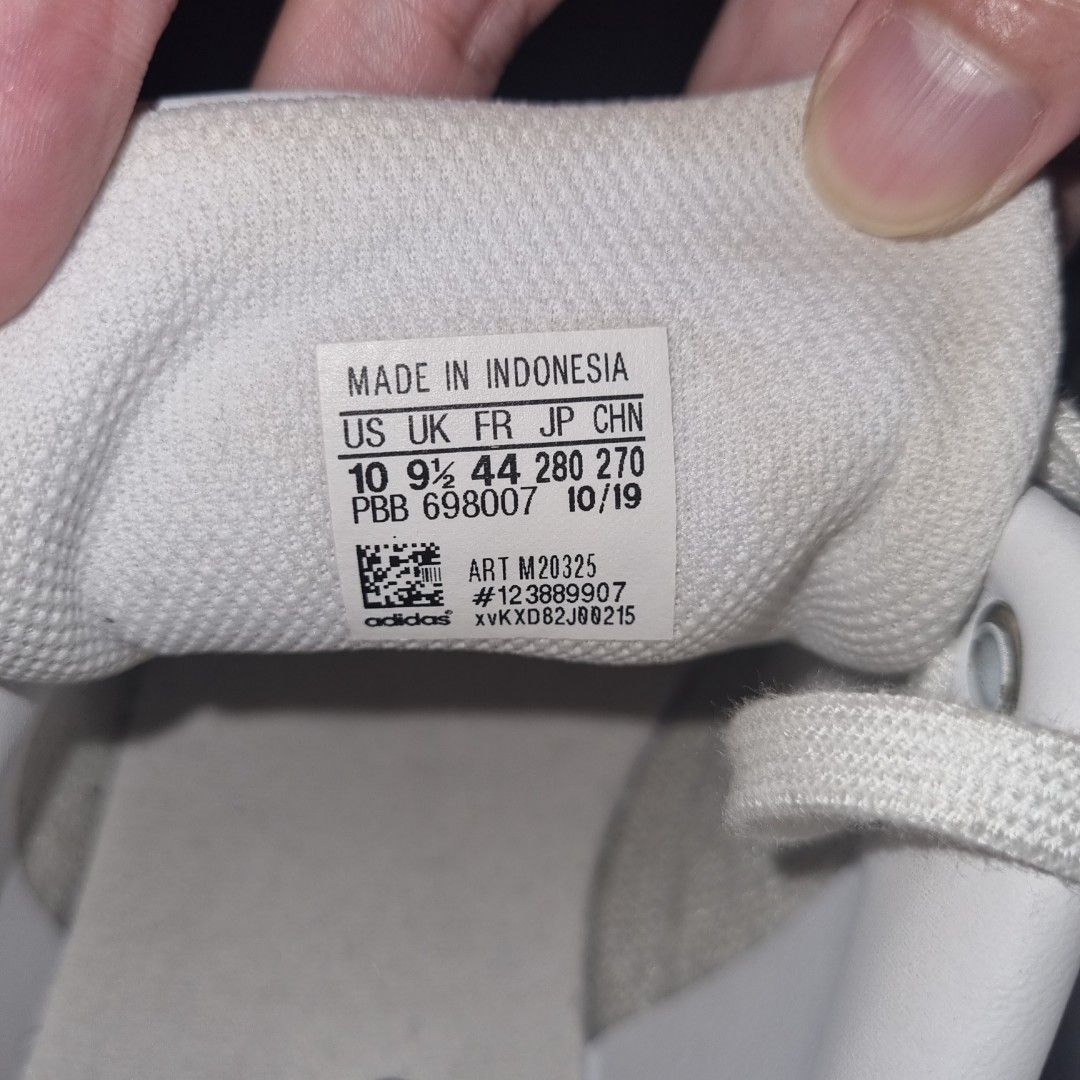 MADE IN INDONESIA
US UK FR JP CHN
10 9½ 44 280 270
PBB 698007 10/19
ART M20325
#123889907
adidas® xvKXD82J00215